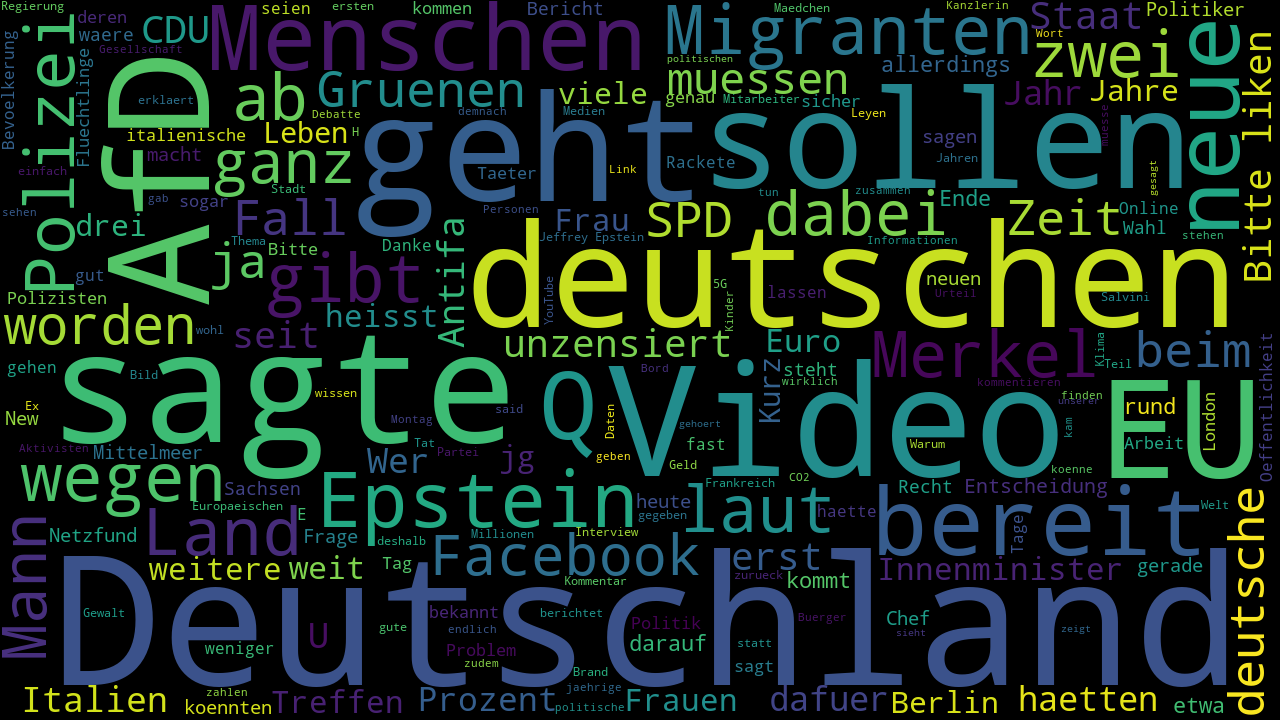 Regierung
seien
ersten
kommen
Bericht
Maedchen
Kanzlerin
Staat
Politiker
deren
waere
CDU
Menschen
Migranten
Wort
zwei
neue
Gesellschaft
Polizei
AfD
Bevoelkerung
Fluechtlinge
erklaert
ab
Gruenen
viele
politischen
muessen
allerdings
Jahr
Jahre
Bitte liken
Debatte
demnach
Medien
genau
Mitarbeiter
sicher
Leyen
muesse
italienische
Leben
H
geht
sollen
sagen
macht
einfach
ganz
Taeter
Link
Rackete
Jahren
gesagt
Stadt
tun
zusammen
gab
sogar
sehen
drei
Fall
Personen
Frau
SPD
dabei
Ende
Zeit
Online
Wahl
stehen
Thema
Bitte
Danke
Jeffrey Epstein
Informationen
ja
gut
gibt
Antifa
deutschen
YouTube
5G
Kinder
lassen
neuen
Urteil
Salvini
Polizisten
worden
wohl
seit
heisst
unzensiert
Euro
Merkel
Klima
beim
Oeffentlichkeit
gehen
Bild
sagte
Bord
steht
wirklich
Kurz
Teil
kommentieren
wissen
Q
Video
finden
unserer
EU
Ex
New
said
Montag
gehoert
Daten
rund
London
kam
Aktivisten
Mittelmeer
Tat
Partei
fast
Warum
Arbeit
wegen
Wer
jg
geben
Geld
koenne
Sachsen
Frankreich
CO2
Recht
Entscheidung
Europaeischen
E
Epstein
heute
gegeben
laut
haette
bereit
Tage
Welt
Mann
Netzfund
Land
Frage
deshalb
Millionen
Interview
weitere
weit
Tag
Facebook
erst
Innenminister
gerade
deutsche
Kommentar
zurueck
kommt
Deutschland
Gewalt
bekannt
berichtet
Politik
Buerger
Chef
U
gute
endlich
sieht
zeigt
weniger
Problem
darauf
statt
zudem
Brand
sagt
Italien
zahlen
koennten
Treffen
Prozent
jaehrige
politische
Frauen
dafuer
Berlin
haetten
etwa